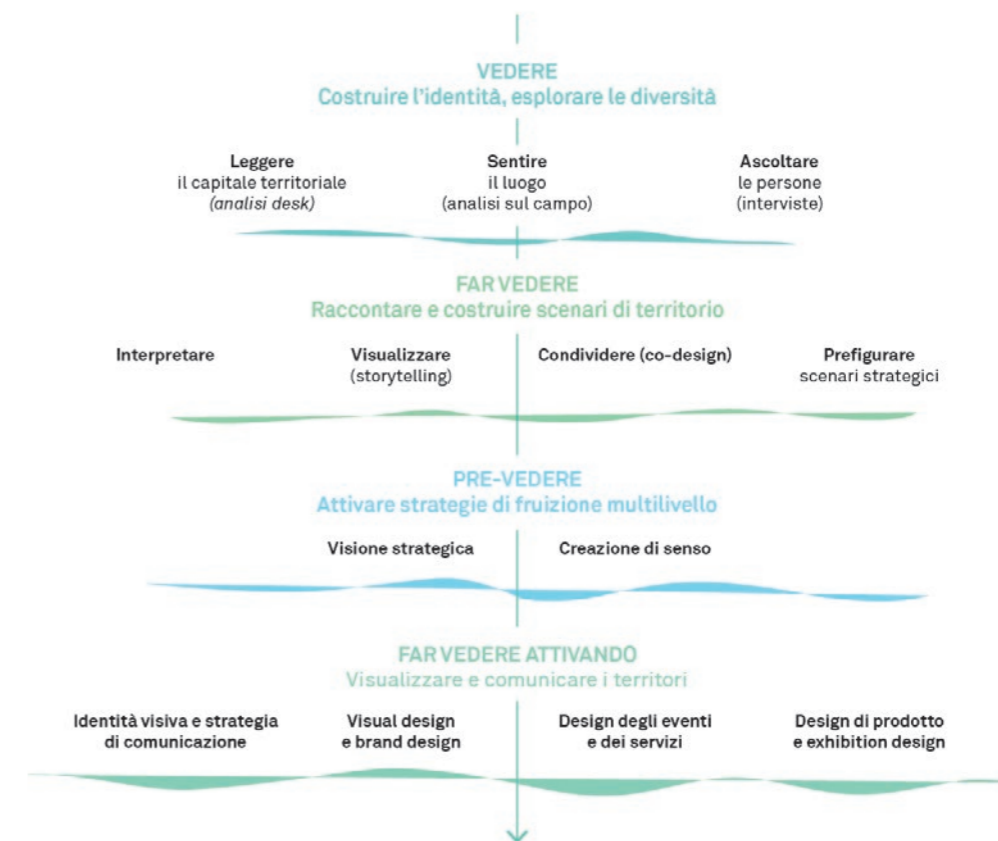 VEDERE
Costruire l'identità, esplorare le diversità
Leggere
il capitale territoriale
(analisi desk)
Sentire
il luogo
(analisi sul campo)
Ascoltare
le persone
(interviste)
FAR VEDERE
Raccontare e costruire scenari di territorio
Interpretare
Visualizzare
(storytelling)
Condividere (co-design)
Prefigurare
scenari strategici
PRE-VEDERE
Attivare strategie di fruizione multilivello
Visione strategica
Creazione di senso
FAR VEDERE ATTIVANDO
Visualizzare e comunicare i territori
Identità visiva e strategia
di comunicazione
Visual design
e brand design
Design degli eventi
e dei servizi
Design di prodotto
e exhibition design